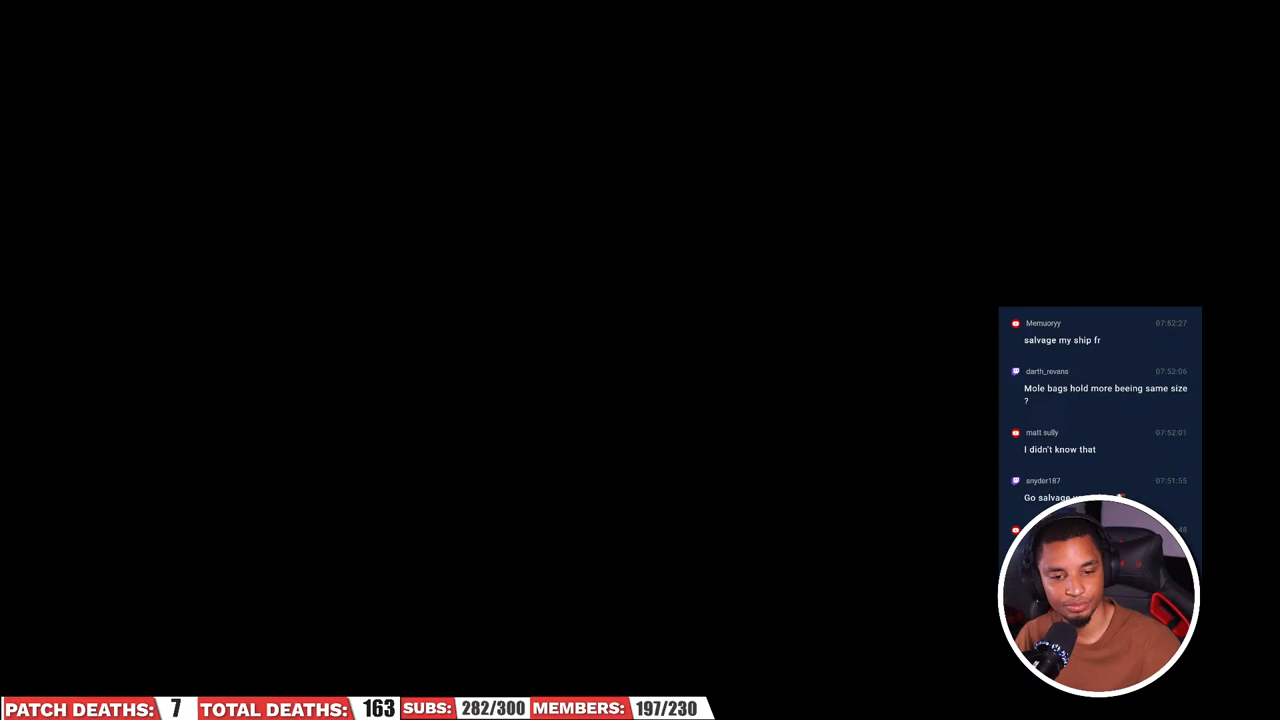 Memuoryy 07:52:27
salvage my ship fr
darth_revans 07:52:06
Mole bags hold more beeing same size
?
matt sully 07:52:01
I didn't know that
snyder187 07:51:55
Go salvage
PATCH DEATHS: 7 TOTAL DEATHS: 163 SUBS: 282/300 MEMBERS: 197/230